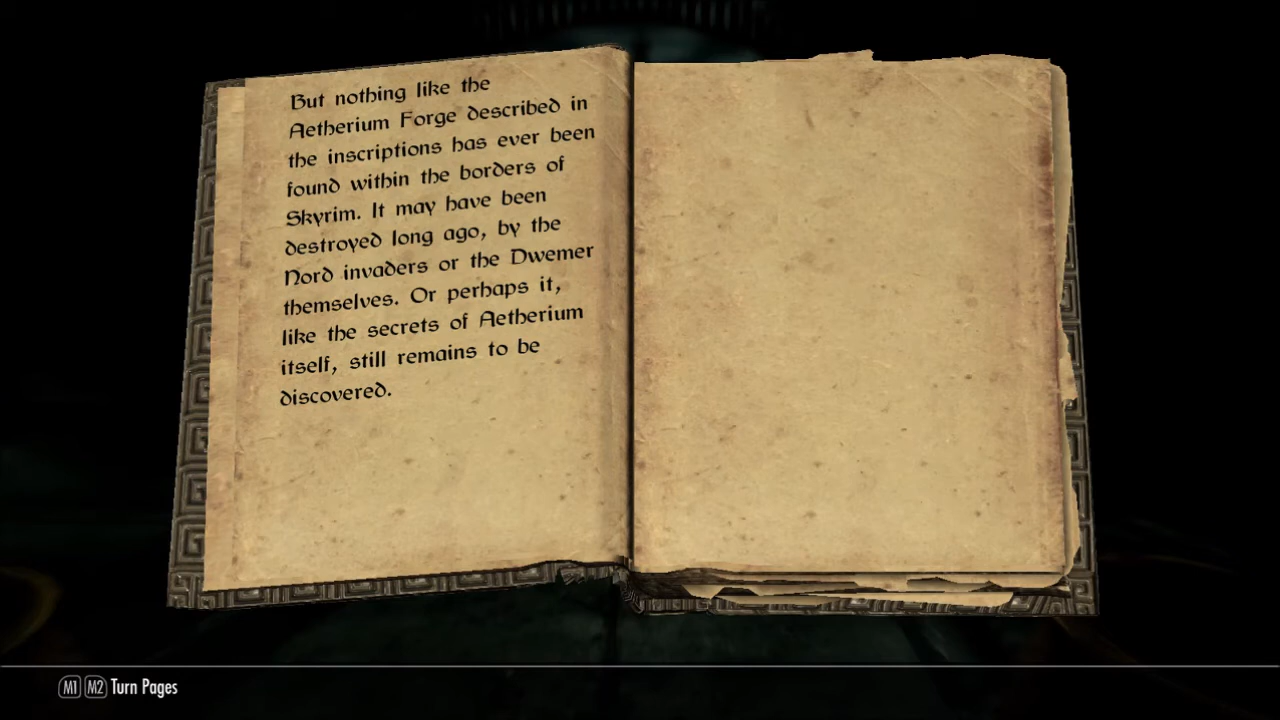 But nothing like the
Aetherium Forge described in
the inscriptions has ever been
found within the borders of
Skyrim. It may have been
destroyed long ago, by the
Nord invaders or the Dwemer
themselves. Or perhaps it,
like the secrets of Aetherium
itself, still remains to be
discovered.
M1 M2 Turn Pages